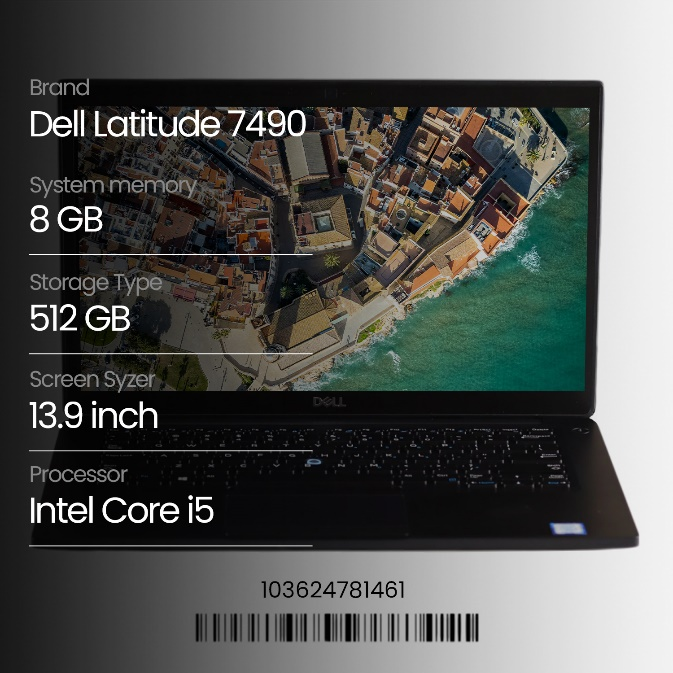 Brand
Dell Latitude 7490
System memory
8 GB
Storage Type
512 GB
Screen Syzer
13.9 inch
DELL
Processor
Intel Core i5
103624781461